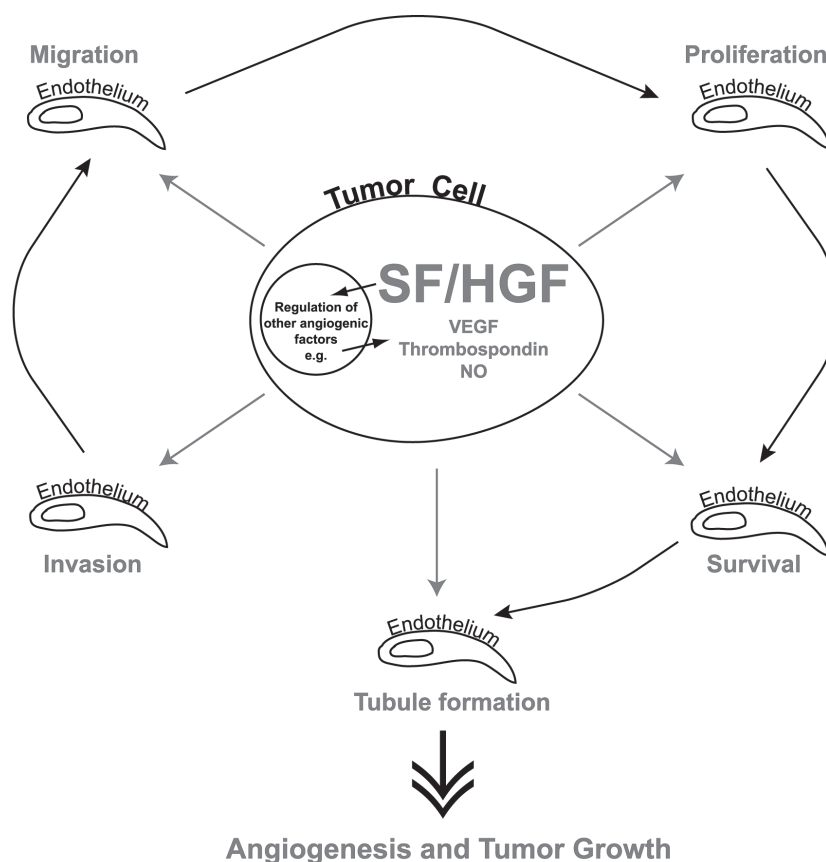 Migration
Endothelium
Proliferation
Endothelium
Tumor Cell
SF/HGF
Regulation of
other angiogenic
factors
e.g.
VEGF
Thrombospondin
NO
Endothelium
Invasion
Endothelium
Survival
Endothelium
Tubule formation
Angiogenesis and Tumor Growth